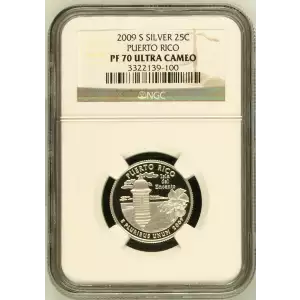 2009 S SILVER 25C
PUERTO RICO
PF 70 ULTRA CAMEO
3322139-100
NGC
PUERTO RICO
Isla
del
Encanto
E PLURIBUS UNUM 2009